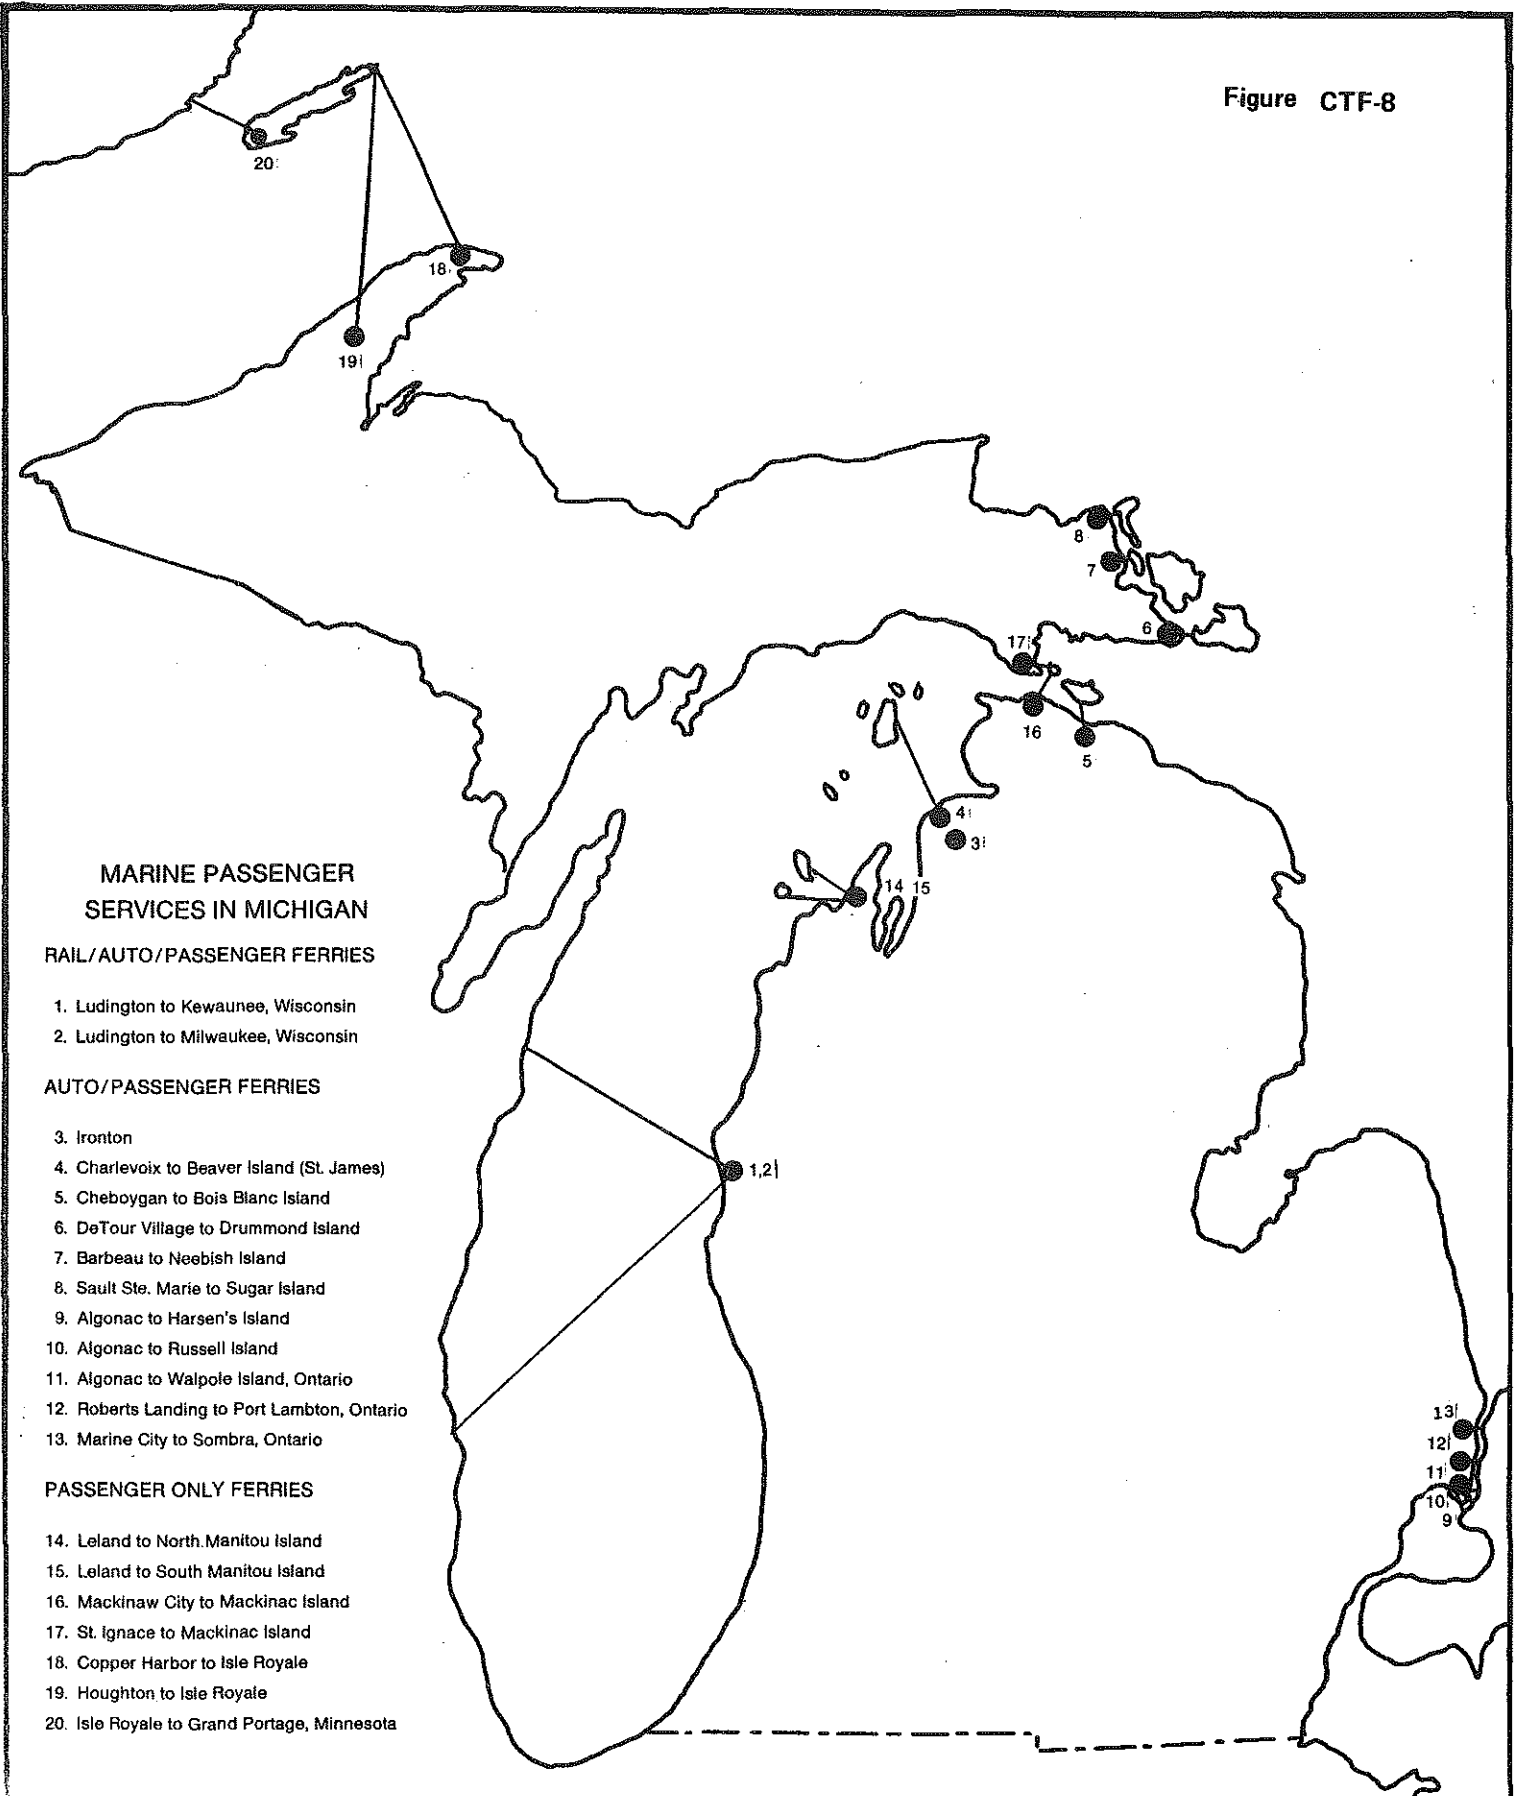 Figure CTF-8
20
18
19
8
7
6
17
16
5
4
3
14 15
MARINE PASSENGER
SERVICES IN MICHIGAN
RAIL/AUTO/PASSENGER FERRIES
1. Ludington to Kewaunee, Wisconsin
2. Ludington to Milwaukee, Wisconsin
AUTO/PASSENGER FERRIES
3. Ironton
4. Charlevoix to Beaver Island (St. James)
5. Cheboygan to Bois Blanc Island
6. DeTour Village to Drummond Island
7. Barbeau to Neebish Island
8. Sault Ste. Marie to Sugar Island
9. Algonac to Harsen's Island
10. Algonac to Russell Island
11. Algonac to Walpole Island, Ontario
12. Roberts Landing to Port Lambton, Ontario
13. Marine City to Sombra, Ontario
PASSENGER ONLY FERRIES
14. Leland to North Manitou Island
15. Leland to South Manitou Island
16. Mackinaw City to Mackinac Island
17. St. Ignace to Mackinac Island
18. Copper Harbor to Isle Royale
19. Houghton to Isle Royale
20. Isle Royale to Grand Portage, Minnesota
1,2
13
12
11
10
9